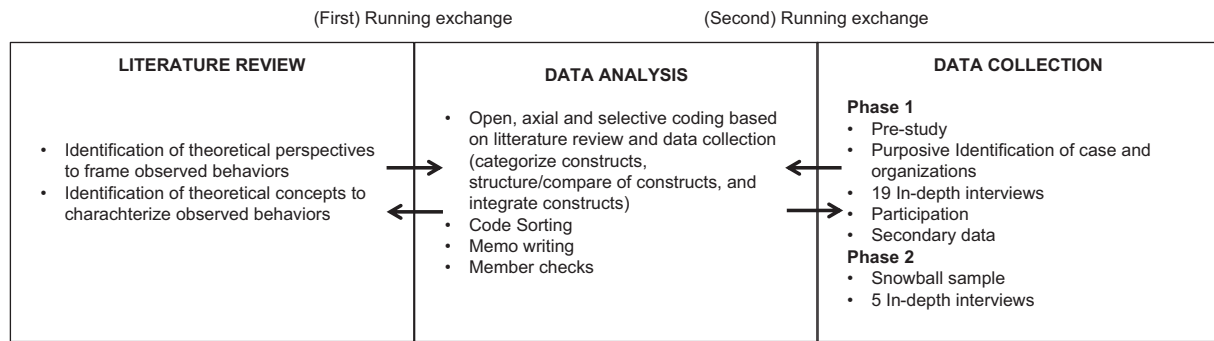 (First) Running exchange
(Second) Running exchange
LITERATURE REVIEW
• Identification of theoretical perspectives
to frame observed behaviors
• Identification of theoretical concepts to
charachterize observed behaviors
DATA ANALYSIS
• Open, axial and selective coding based
on litterature review and data collection
(categorize constructs,
structure/compare of constructs, and
integrate constructs)
• Code Sorting
• Memo writing
• Member checks
DATA COLLECTION
Phase 1
• Pre-study
• Purposive Identification of case and
organizations
• 19 In-depth interviews
• Participation
• Secondary data
Phase 2
• Snowball sample
• 5 In-depth interviews